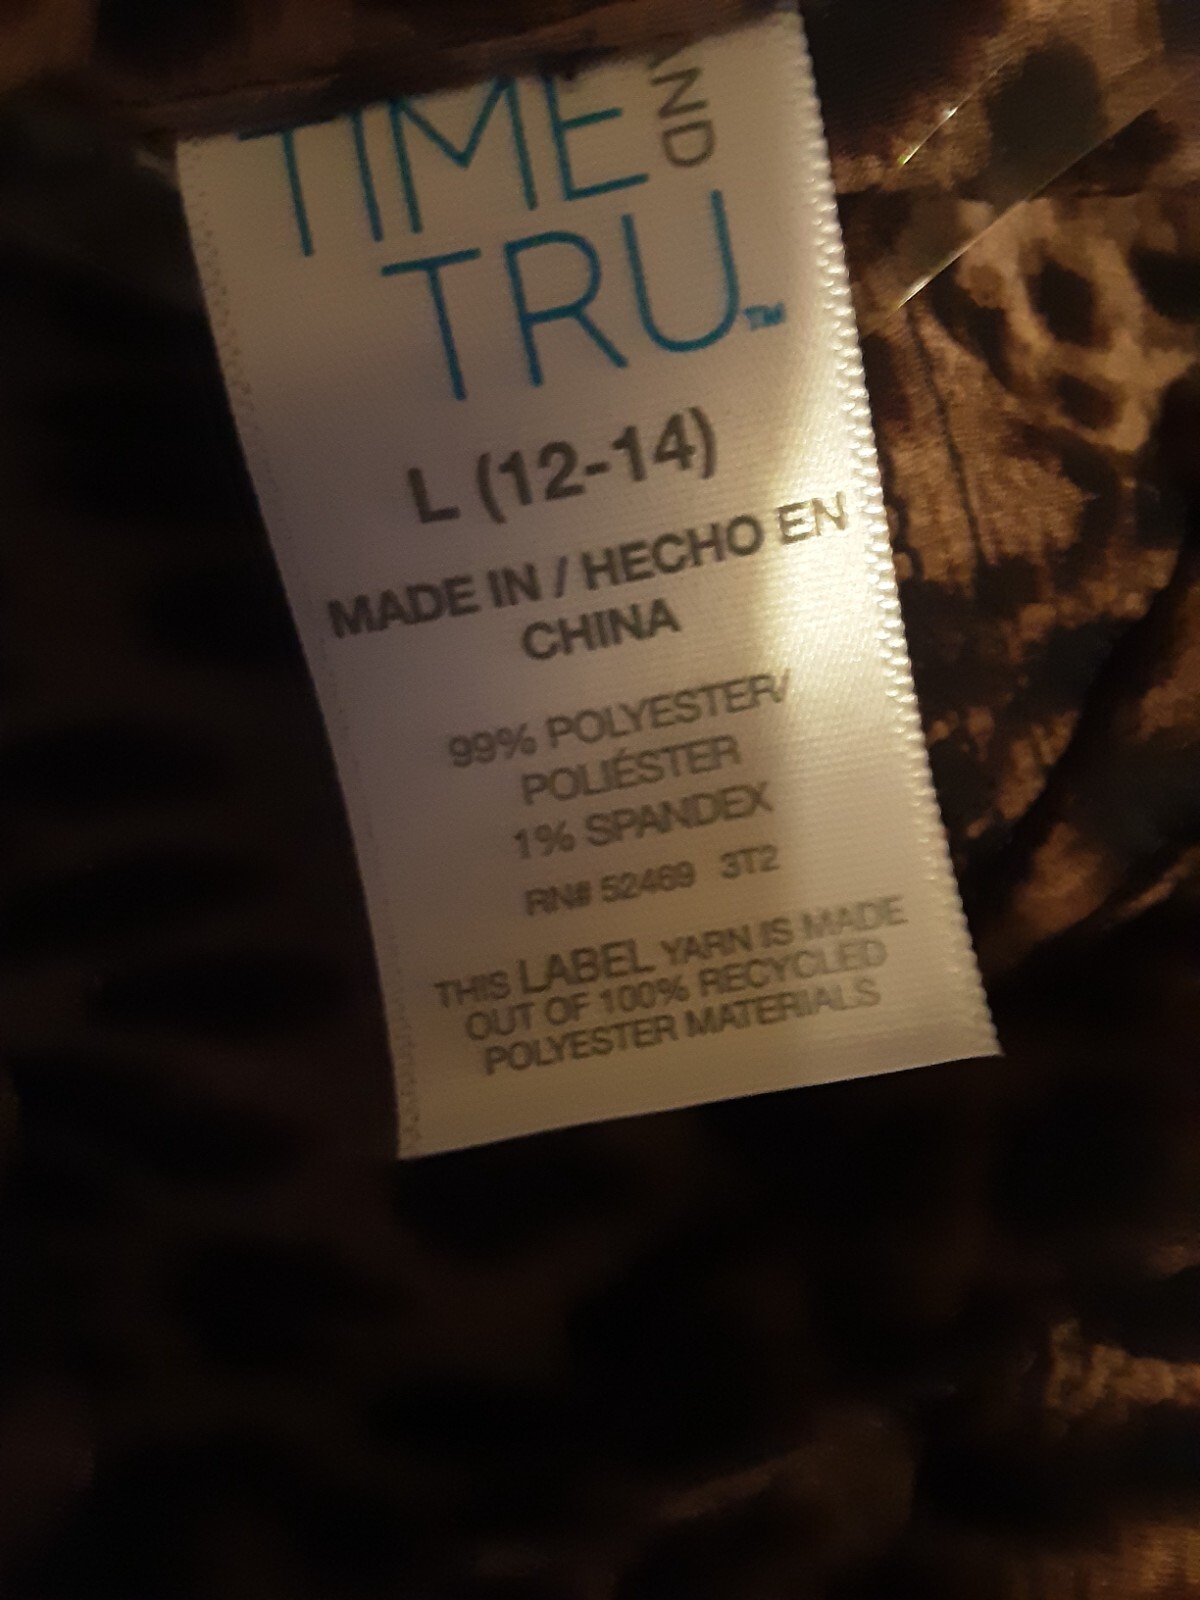 TIME AND
TRU™
L (12-14)
MADE IN / HECHO EN
CHINA
99% POLYESTER/
POLIÉSTER
1% SPANDEX
RN# 52469 3T2
THIS LABEL YARN IS MADE
OUT OF 100% RECYCLED
POLYESTER MATERIALS